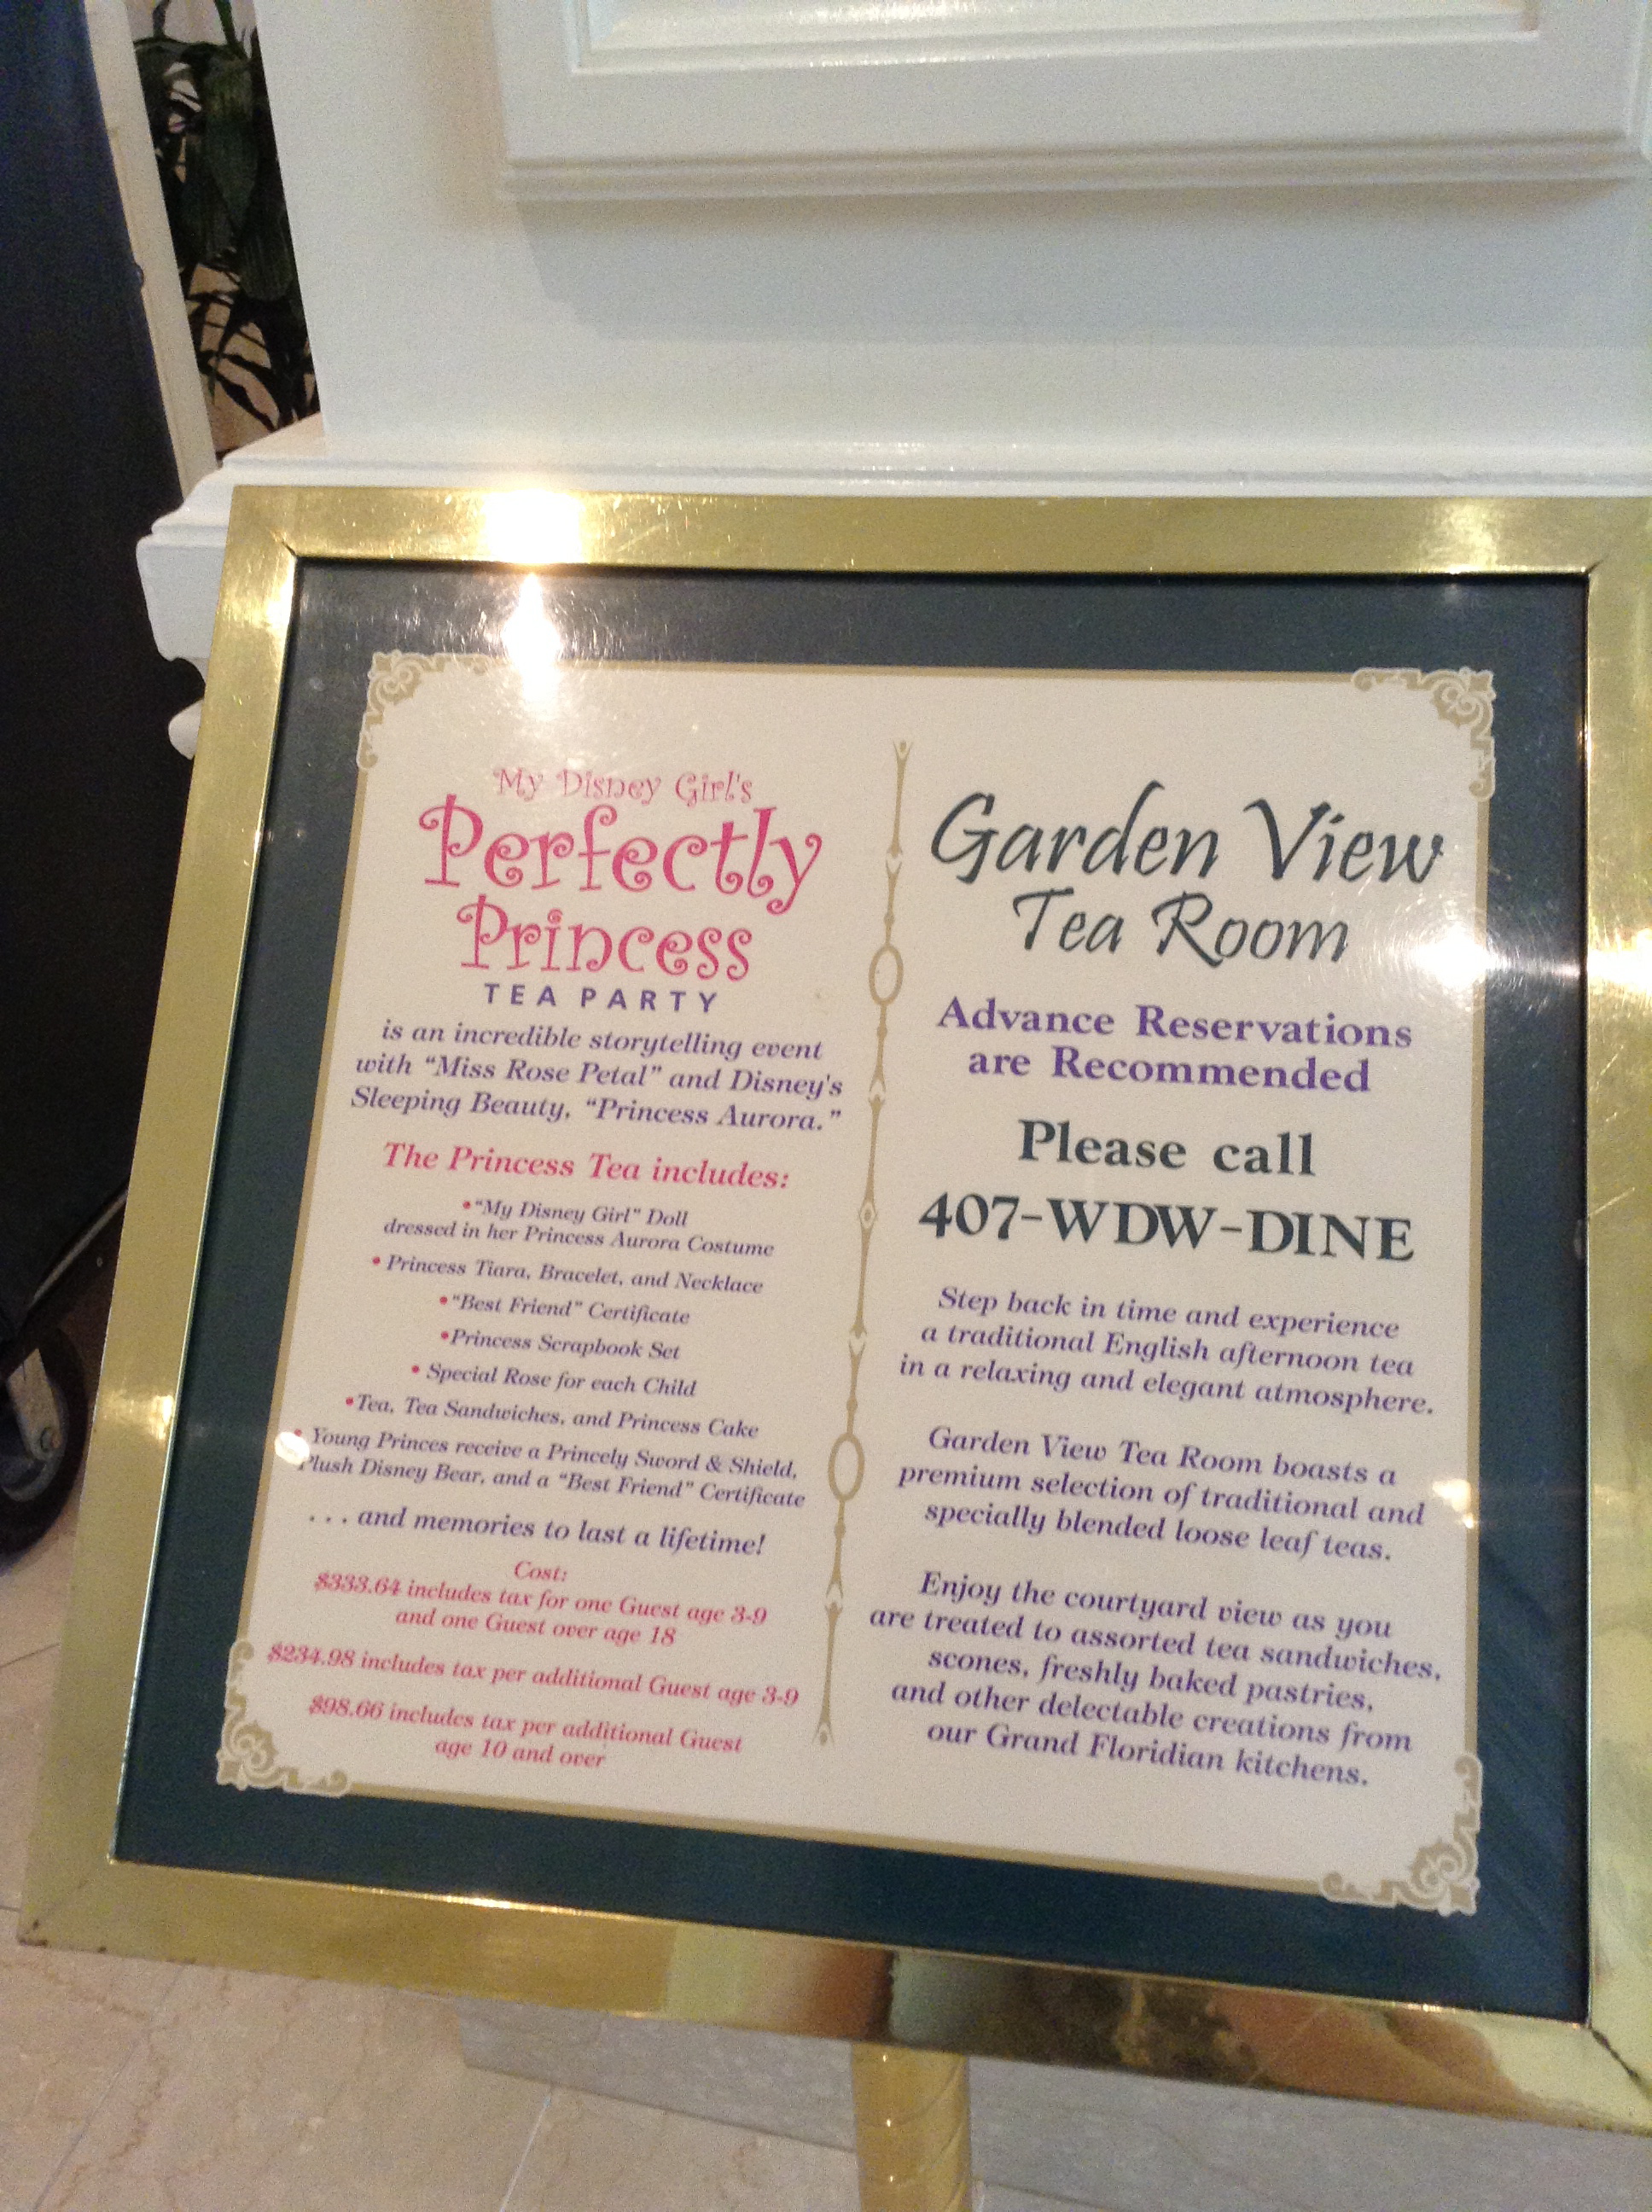 My Disney Girl's
Perfectly
Princess
TEA PARTY
is an incredible storytelling event
with “Miss Rose Petal” and Disney's
Sleeping Beauty, “Princess Aurora.”
The Princess Tea includes:
•“My Disney Girl” Doll
dressed in her Princess Aurora Costume
• Princess Tiara, Bracelet, and Necklace
•“Best Friend” Certificate
•Princess Scrapbook Set
• Special Rose for each Child
•Tea, Tea Sandwiches, and Princess Cake
• Young Princes receive a Princely Sword & Shield,
Plush Disney Bear, and a “Best Friend” Certificate
. . . and memories to last a lifetime!
Cost:
$333.64 includes tax for one Guest age 3-9
and one Guest over age 18
$234.98 includes tax per additional Guest age 3-9
$98.66 includes tax per additional Guest
age 10 and over
Garden View
Tea Room
Advance Reservations
are Recommended
Please call
407-WDW-DINE
Step back in time and experience
a traditional English afternoon tea
in a relaxing and elegant atmosphere.
Garden View Tea Room boasts a
premium selection of traditional and
specially blended loose leaf teas.
Enjoy the courtyard view as you
are treated to assorted tea sandwiches,
scones, freshly baked pastries,
and other delectable creations from
our Grand Floridian kitchens.